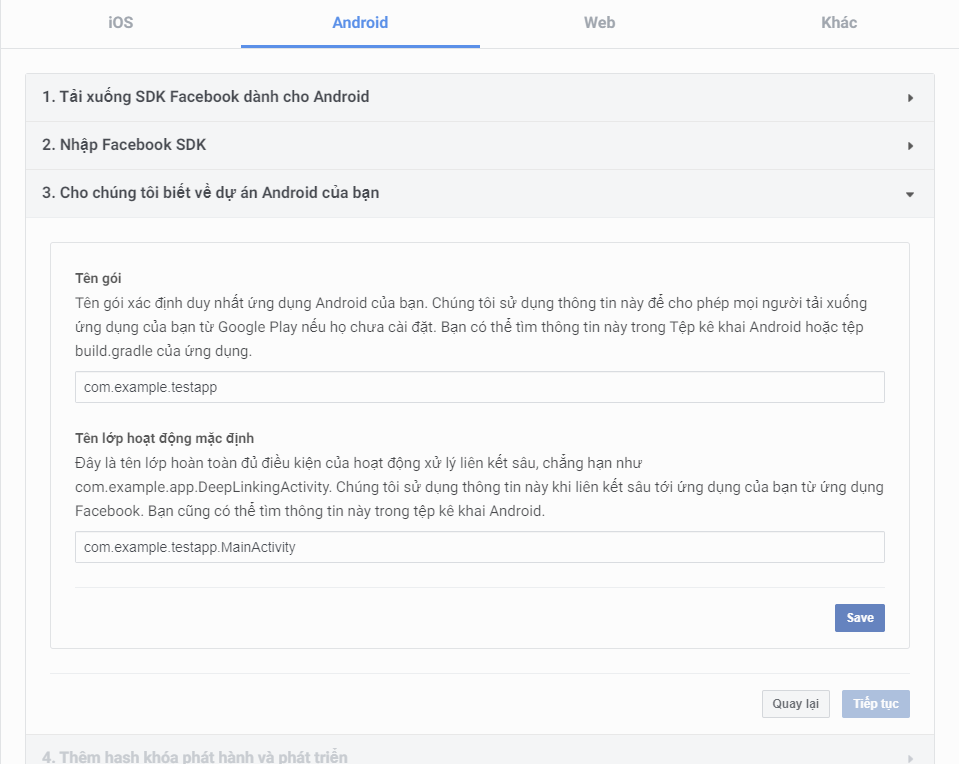 iOS
Android
Web
Khác
1. Tải xuống SDK Facebook dành cho Android
2. Nhập Facebook SDK
3. Cho chúng tôi biết về dự án Android của bạn
Tên gói
Tên gói xác định duy nhất ứng dụng Android của bạn. Chúng tôi sử dụng thông tin này để cho phép mọi người tải xuống
ứng dụng của bạn từ Google Play nếu họ chưa cài đặt. Bạn có thể tìm thông tin này trong Tệp kê khai Android hoặc tệp
build.gradle của ứng dụng.
com.example.testapp
Tên lớp hoạt động mặc định
Đây là tên lớp hoàn toàn đủ điều kiện của hoạt động xử lý liên kết sâu, chẳng hạn như
com.example.app.DeepLinkingActivity. Chúng tôi sử dụng thông tin này khi liên kết sâu tới ứng dụng của bạn từ ứng dụng
Facebook. Bạn cũng có thể tìm thông tin này trong tệp kê khai Android.
com.example.testapp.MainActivity
Save
Quay lại
Tiếp tục
4. Thêm hash khóa phát hành và phát triển